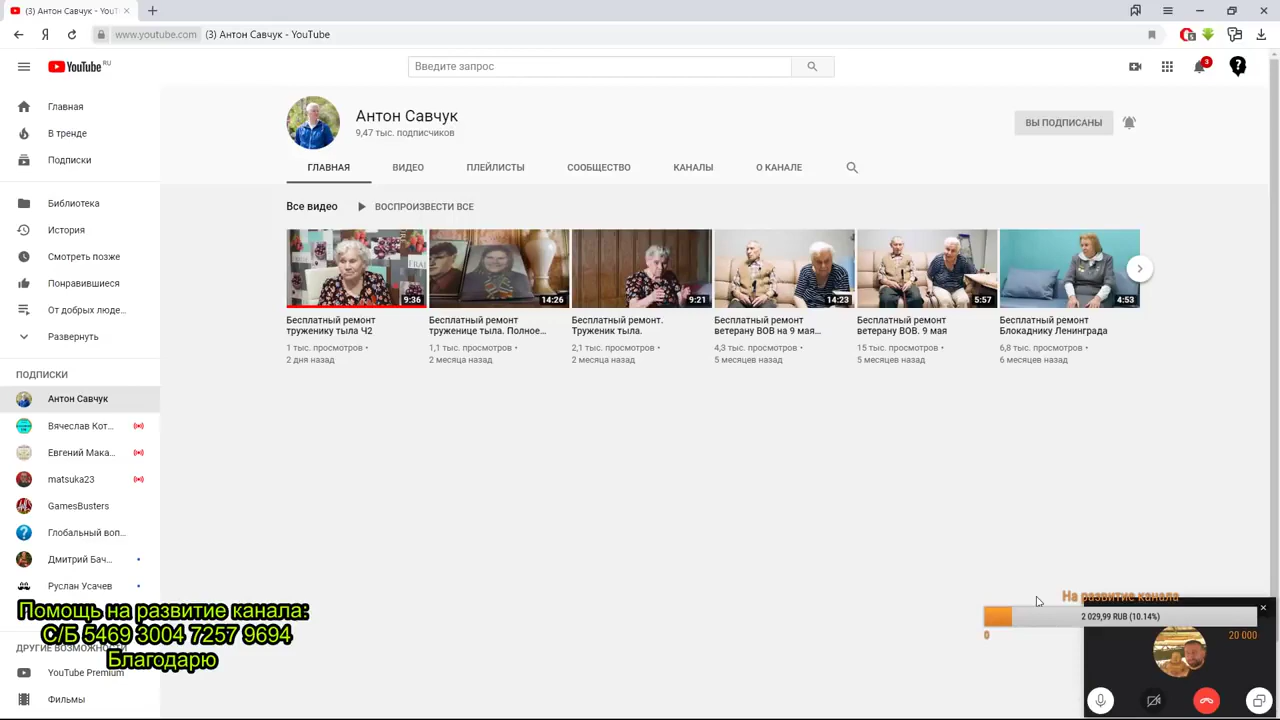 (3) Антон Савчук - YouT
www.youtube.com (3) Антон Савчук - YouTube
YouTube RU
Введите запрос
3
Главная
В тренде
Подписки
Библиотека
История
Смотреть позже
Понравившиеся
От добрых люде...
Развернуть
ПОДПИСКИ
Антон Савчук
Вячеслав Кот...
Евгений Мака...
matsuka23
GamesBusters
Глобальный воп...
Дмитрий Бач...
Руслан Усачев
ДРУГИЕ ВОЗМОЖНО
YouTube Premium
Фильмы
Антон Савчук
9,47 тыс. подписчиков
ВЫ ПОДПИСАНЫ
ГЛАВНАЯ ВИДЕО ПЛЕЙЛИСТЫ СООБЩЕСТВО КАНАЛЫ О КАНАЛЕ
Все видео ВОСПРОИЗВЕСТИ ВСЕ
9:36
Бесплатный ремонт
труженику тыла Ч2
1 тыс. просмотров •
2 дня назад
14:26
Бесплатный ремонт
труженице тыла. Полное...
1,1 тыс. просмотров •
2 месяца назад
9:21
Бесплатный ремонт.
Труженик тыла.
2,1 тыс. просмотров •
2 месяца назад
14:23
Бесплатный ремонт
ветерану ВОВ на 9 мая...
4,3 тыс. просмотров •
5 месяцев назад
5:57
Бесплатный ремонт
ветерану ВОВ. 9 мая
15 тыс. просмотров •
5 месяцев назад
4:53
Бесплатный ремонт
Блокаднику Ленинграда
6,8 тыс. просмотров •
6 месяцев назад
Помощь на развитие канала:
С/Б 5469 3004 7257 9694
Благодарю
На развитие канала
2 029,99 RUB (10.14%)
0 20 000